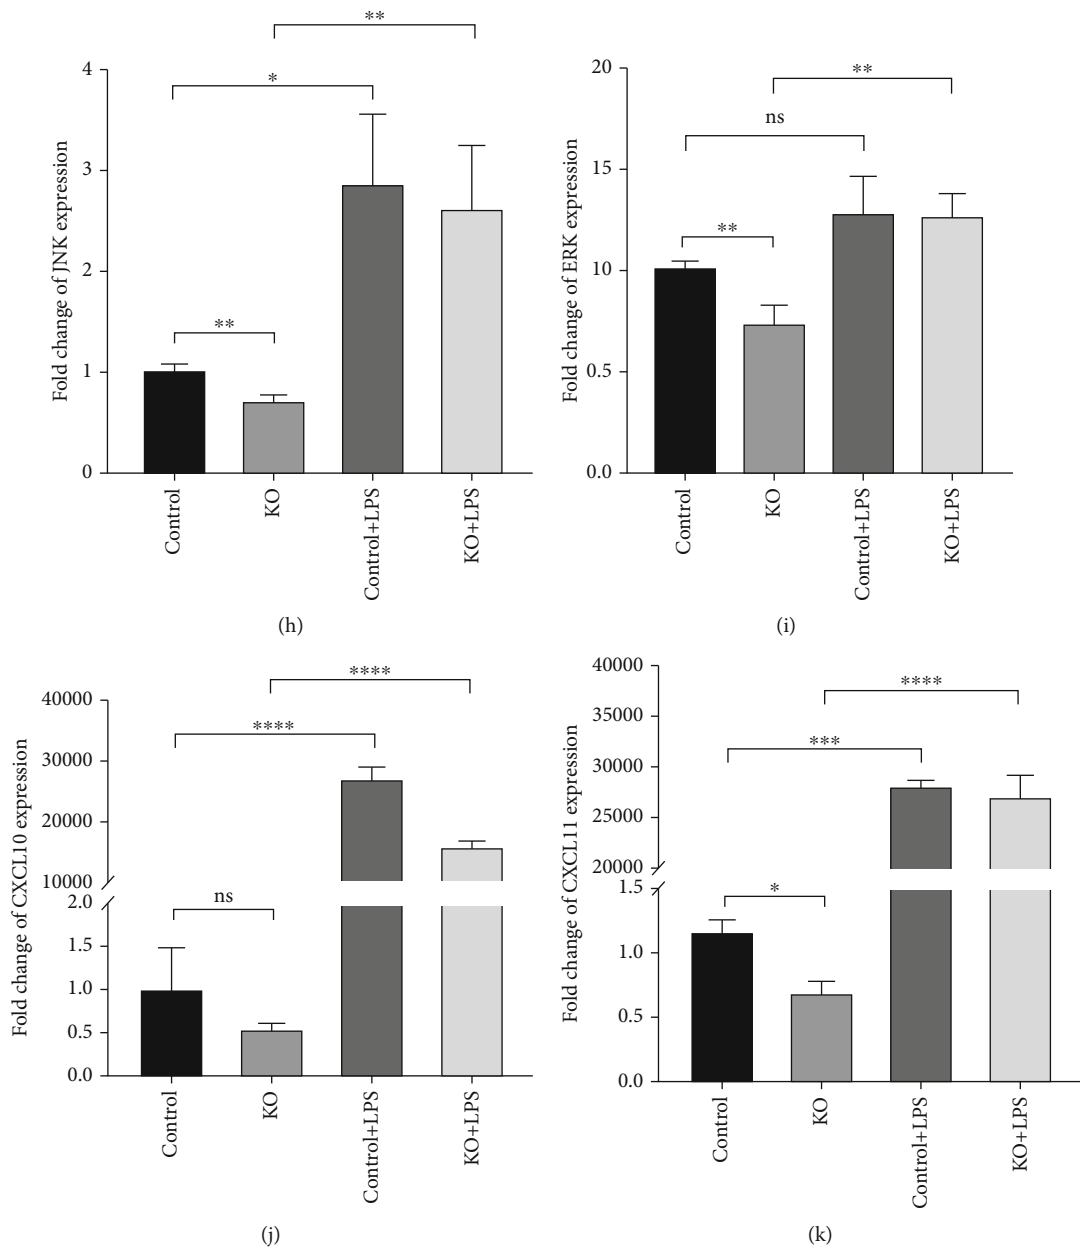 **
*
**
4
3
2
1
0
Fold change of JNK expression
Control
KO
Control+LPS
KO+LPS
(h)
**
ns
**
20
15
10
0.5
0.0
Fold change of ERK expression
Control
KO
Control+LPS
KO+LPS
(i)
****
****
ns
40000
30000
20000
10000
2.0
1.5
1.0
0.5
0.0
Fold change of CXCL10 expression
Control
KO
Control+LPS
KO+LPS
(j)
****
***
*
40000
35000
30000
25000
20000
1.5
1.0
0.5
0.0
Fold change of CXCL11 expression
Control
KO
Control+LPS
KO+LPS
(k)